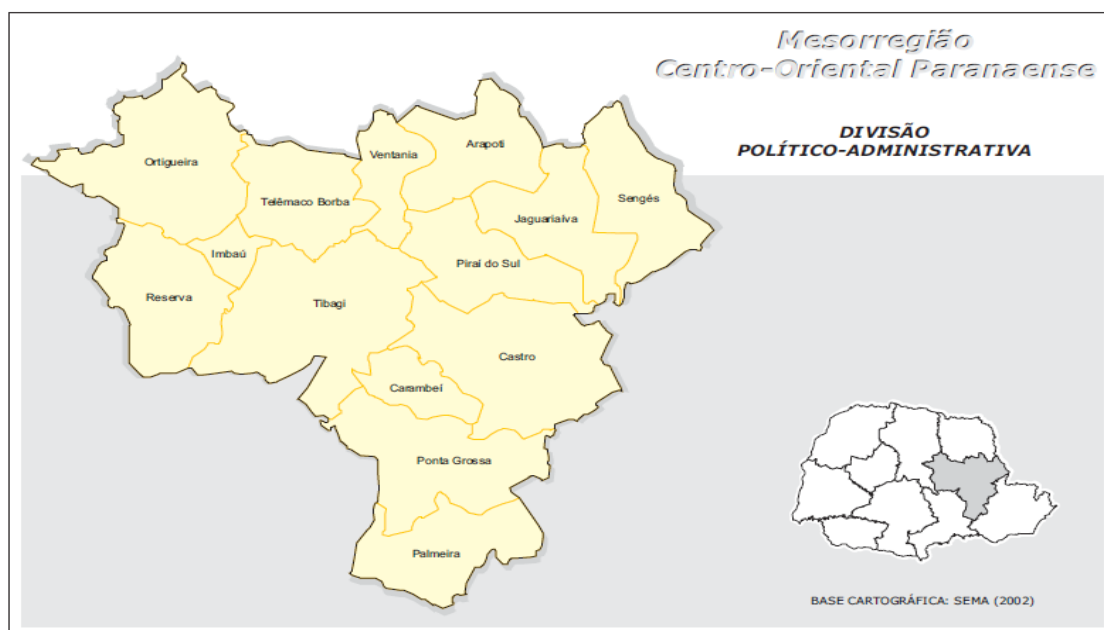 Mesorregião
Centro-Oriental Paranaense
DIVISÃO
POLÍTICO-ADMINISTRATIVA
Ortigueira
Telêmaco Borba
Ventania
Arapoti
Jaguariaíva
Sengés
Imbaú
Reserva
Tibagi
Piraí do Sul
Castro
Carambeí
Ponta Grossa
Palmeira
BASE CARTOGRÁFICA: SEMA (2002)